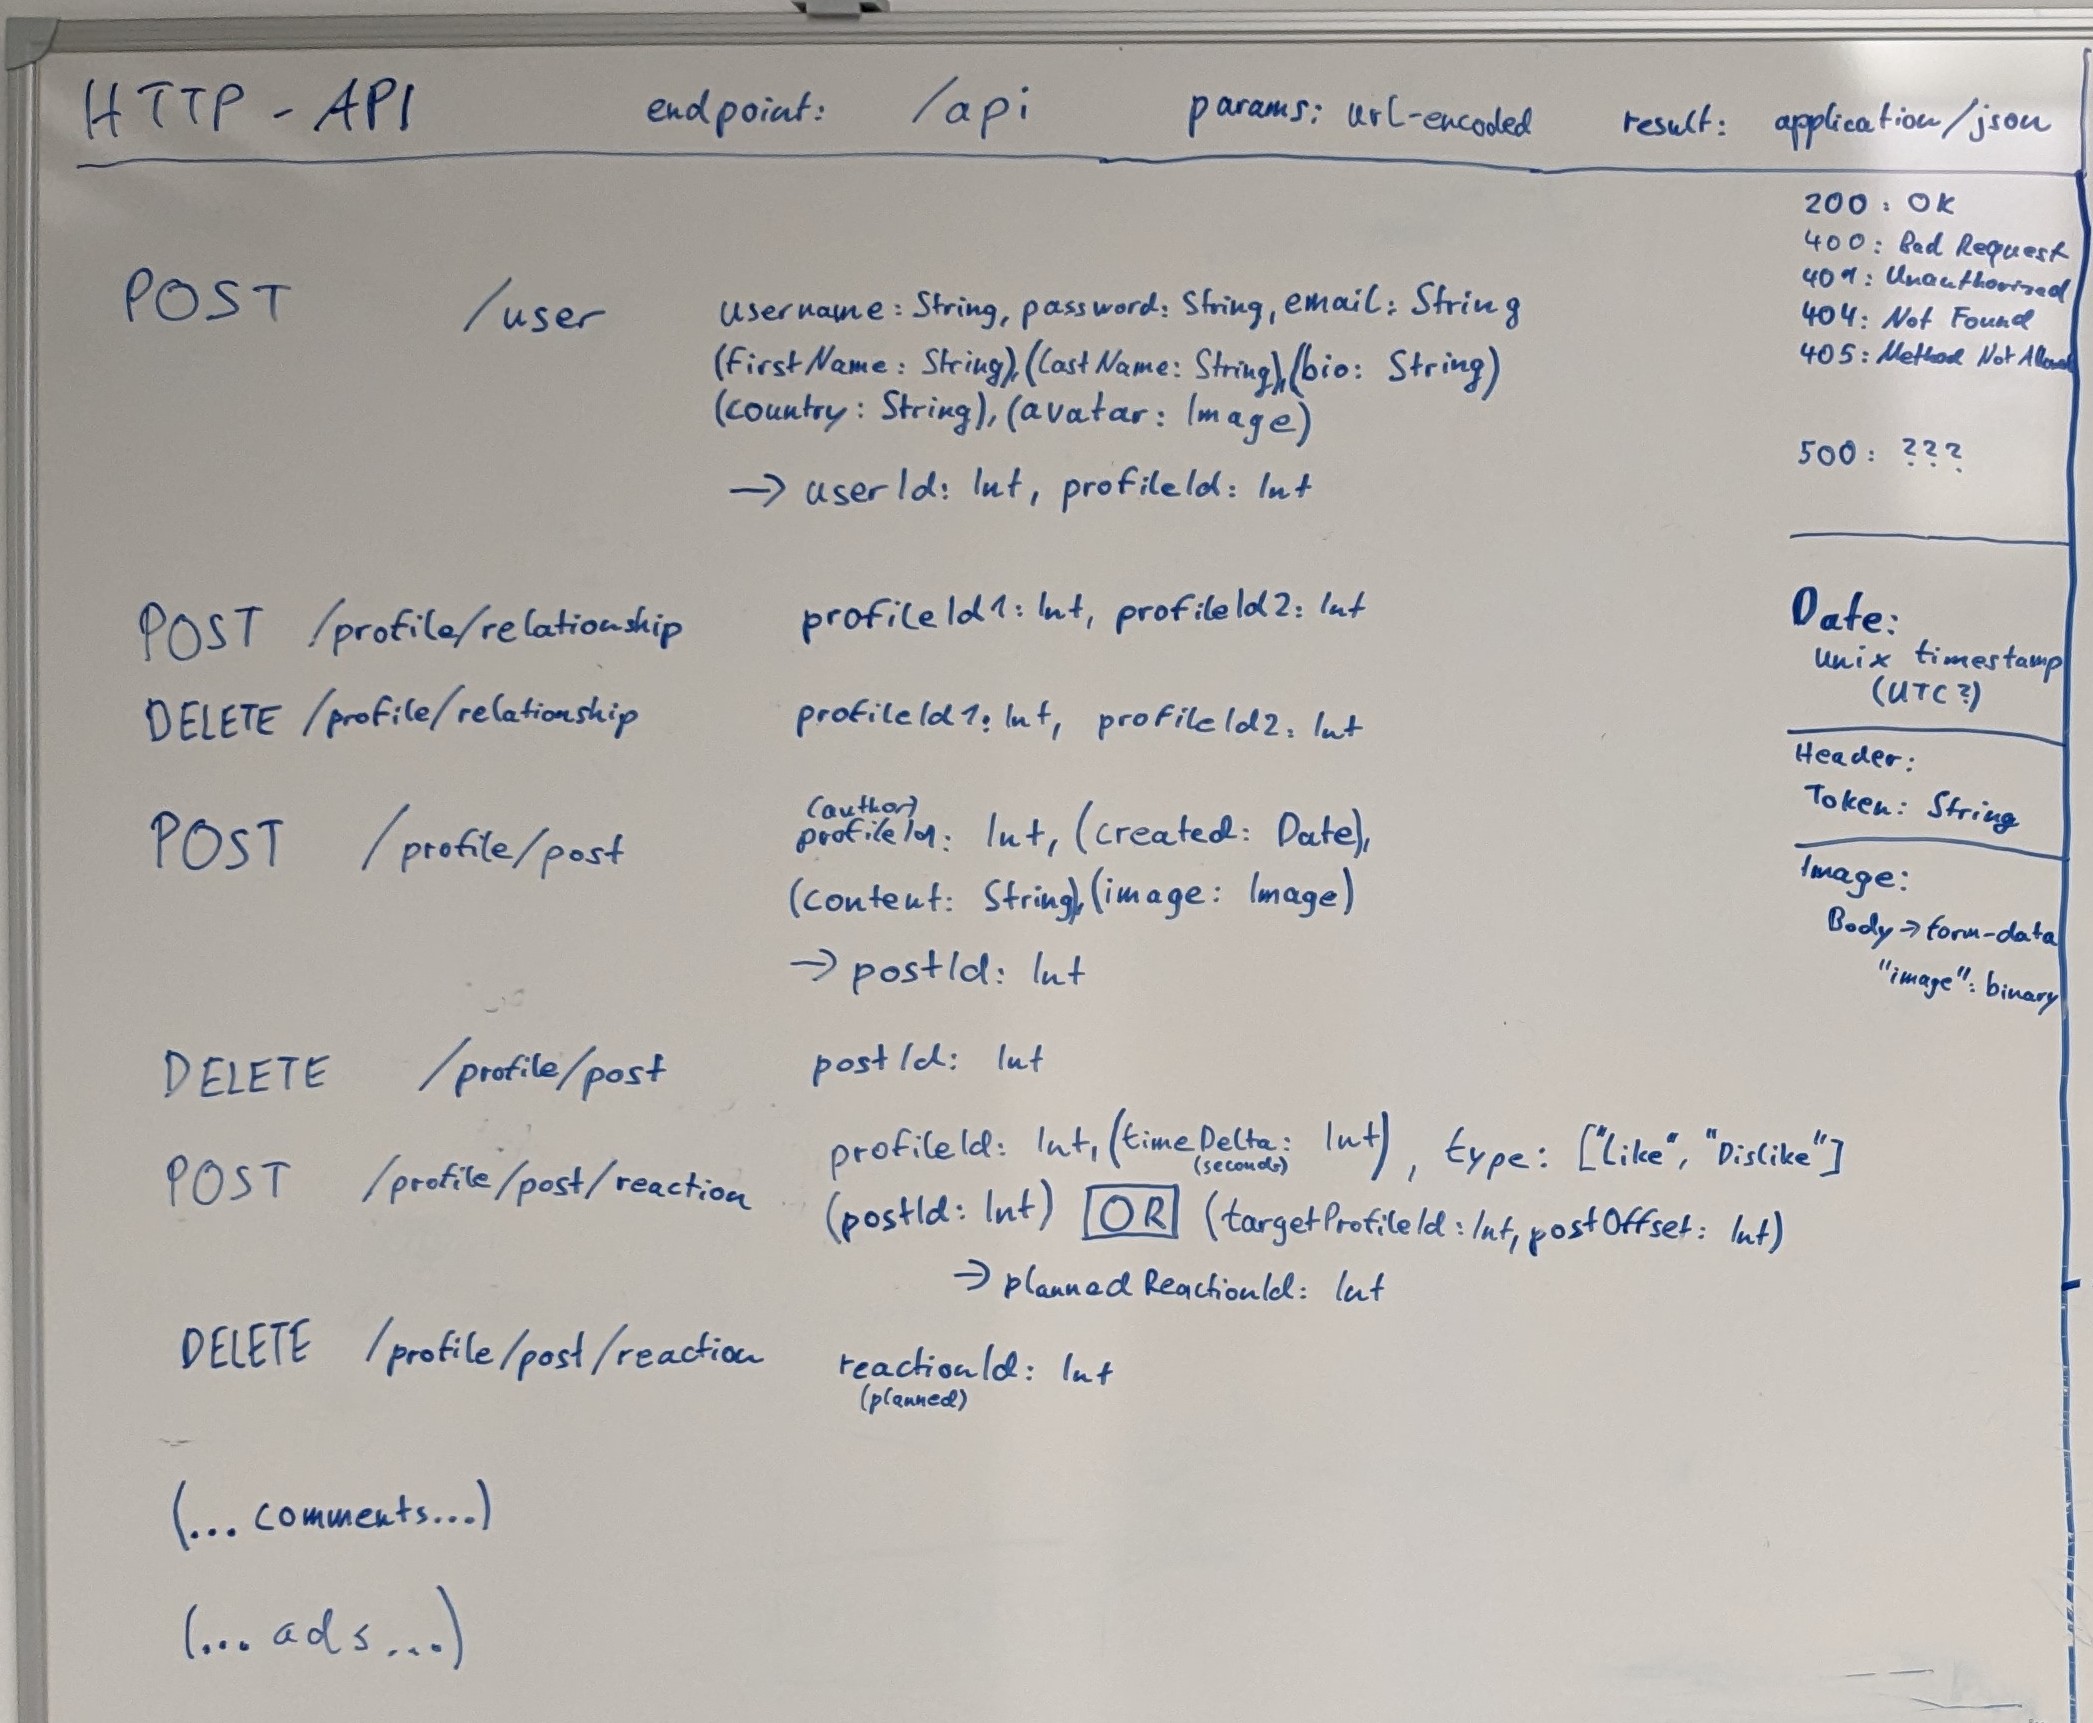 HTTP - API endpoint: /api params: url-encoded result: application/json
200: OK
400: Bad Request
401: Unauthorized
404: Not Found
405: Method Not Allowed
500: ???
Date:
unix timestamp
(UTC?)
Header:
Token: String
Image:
Body → form-data
"image": binary
POST /user username: String, password: String, email: String
(firstName: String), (lastName: String), (bio: String)
(country: String), (avatar: Image)
→ userId: Int, profileId: Int
POST /profile/relationship profileId1: Int, profileId2: Int
DELETE /profile/relationship profileId1: Int, profileId2: Int
(author)
POST /profile/post profileId: Int, (created: Date),
(content: String), (image: Image)
→ postId: Int
DELETE /profile/post postId: Int
POST /profile/post/reaction profileId: Int, (timeDelta: Int), type: ["Like", "Dislike"]
(seconds)
(postId: Int) OR (targetProfileId: Int, postOffset: Int)
→ plannedReactionId: Int
DELETE /profile/post/reaction reactionId: Int
(planned)
(... comments...)
(... ads ...)